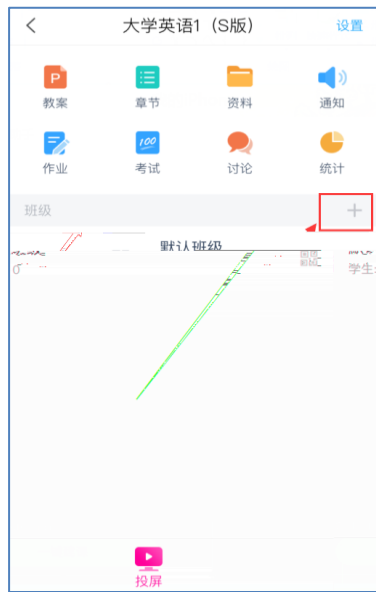 大学英语1（S版） 设置
教案 章节 资料 通知
作业 考试 讨论 统计
班级
默认班级
学生:
投屏